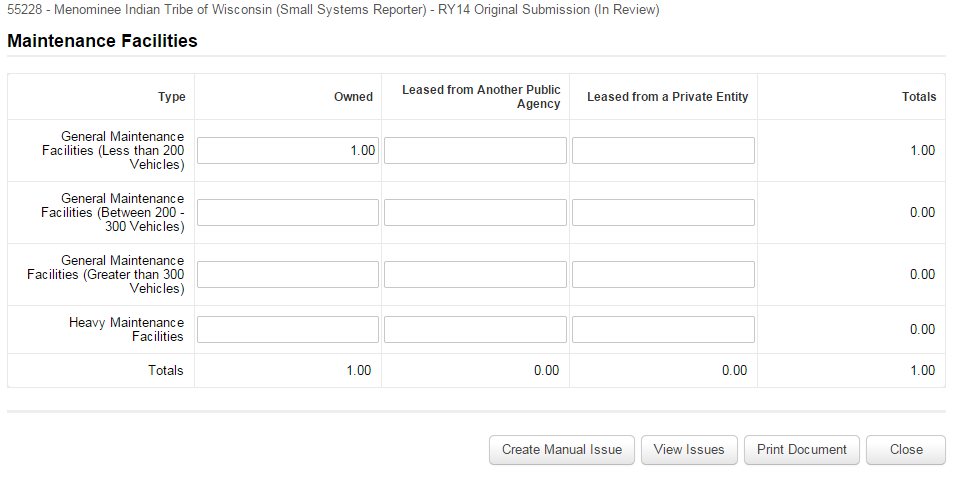 55228 - Menominee Indian Tribe of Wisconsin (Small Systems Reporter) - RY14 Original Submission (In Review)
Maintenance Facilities
Type Owned Leased from Another Public Agency Leased from a Private Entity Totals
General Maintenance
Facilities (Less than 200
Vehicles)
1.00 1.00
General Maintenance
Facilities (Between 200 -
300 Vehicles)
0.00
General Maintenance
Facilities (Greater than 300
Vehicles)
0.00
Heavy Maintenance
Facilities
0.00
Totals 1.00 0.00 0.00 1.00
Create Manual Issue View Issues Print Document Close